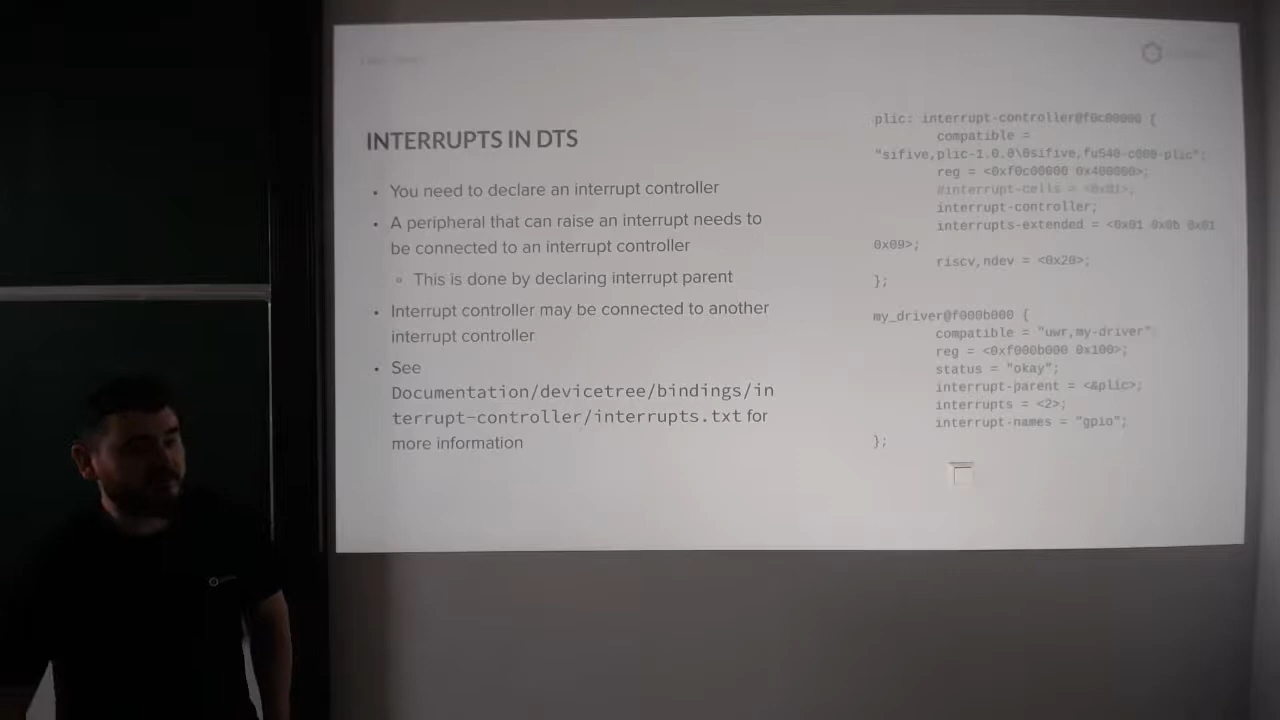 INTERRUPTS IN DTS
• You need to declare an interrupt controller
• A peripheral that can raise an interrupt needs to
be connected to an interrupt controller
◦ This is done by declaring interrupt parent
• Interrupt controller may be connected to another
interrupt controller
• See
Documentation/devicetree/bindings/in
terrupt-controller/interrupts.txt for
more information
plic: interrupt-controller@f0c00000 {
compatible =
"sifive,plic-1.0.0\0sifive,fu540-c000-plic";
reg = <0xf0c00000 0x400000>;
#interrupt-cells = <0x01>;
interrupt-controller;
interrupts-extended = <0x01 0x0b 0x01
0x09>;
riscv,ndev = <0x20>;
};
my_driver@f000b000 {
compatible = "uwr,my-driver"
reg = <0xf000b000 0x100>;
status = "okay";
interrupt-parent = <&plic>;
interrupts = <2>;
interrupt-names = "gpio";
};